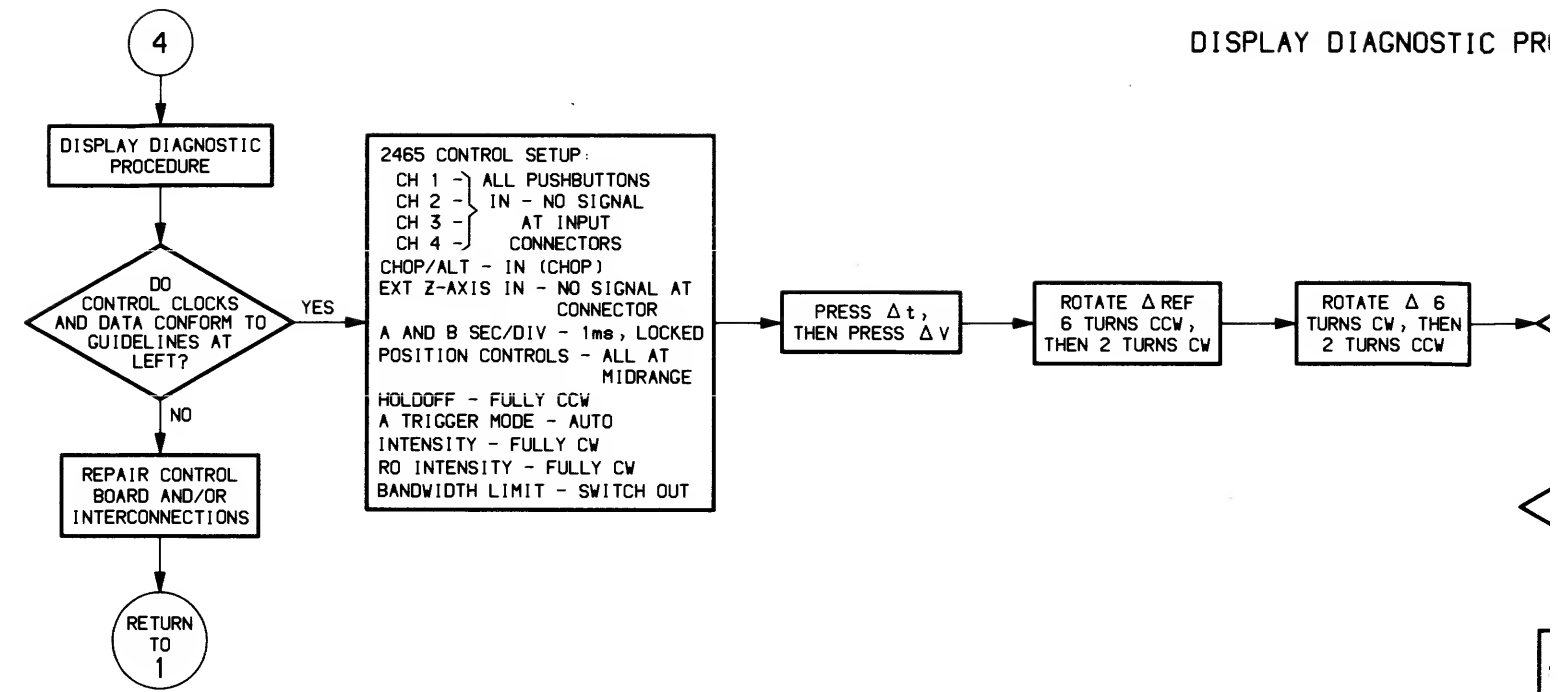 4
DISPLAY DIAGNOSTIC
DISPLAY DIAGNOSTIC
PROCEDURE
DO
CONTROL CLOCKS
AND DATA CONFORM TO
GUIDELINES AT
LEFT?
YES
NO
REPAIR CONTROL
BOARD AND/OR
INTERCONNECTIONS
RETURN
TO
1
2465 CONTROL SETUP:
CH 1 - ALL PUSHBUTTONS
CH 2 - IN - NO SIGNAL
CH 3 - AT INPUT
CH 4 - CONNECTORS
CHOP/ALT - IN (CHOP)
EXT Z-AXIS IN - NO SIGNAL AT
CONNECTOR
A AND B SEC/DIV - 1ms, LOCKED
POSITION CONTROLS - ALL AT
MIDRANGE
HOLDOFF - FULLY CCW
A TRIGGER MODE - AUTO
INTENSITY - FULLY CW
RO INTENSITY - FULLY CW
BANDWIDTH LIMIT - SWITCH OUT
PRESS Δt,
THEN PRESS ΔV
ROTATE ΔREF
6 TURNS CCW,
THEN 2 TURNS CW
ROTATE Δ 6
TURNS CW, THEN
2 TURNS CCW